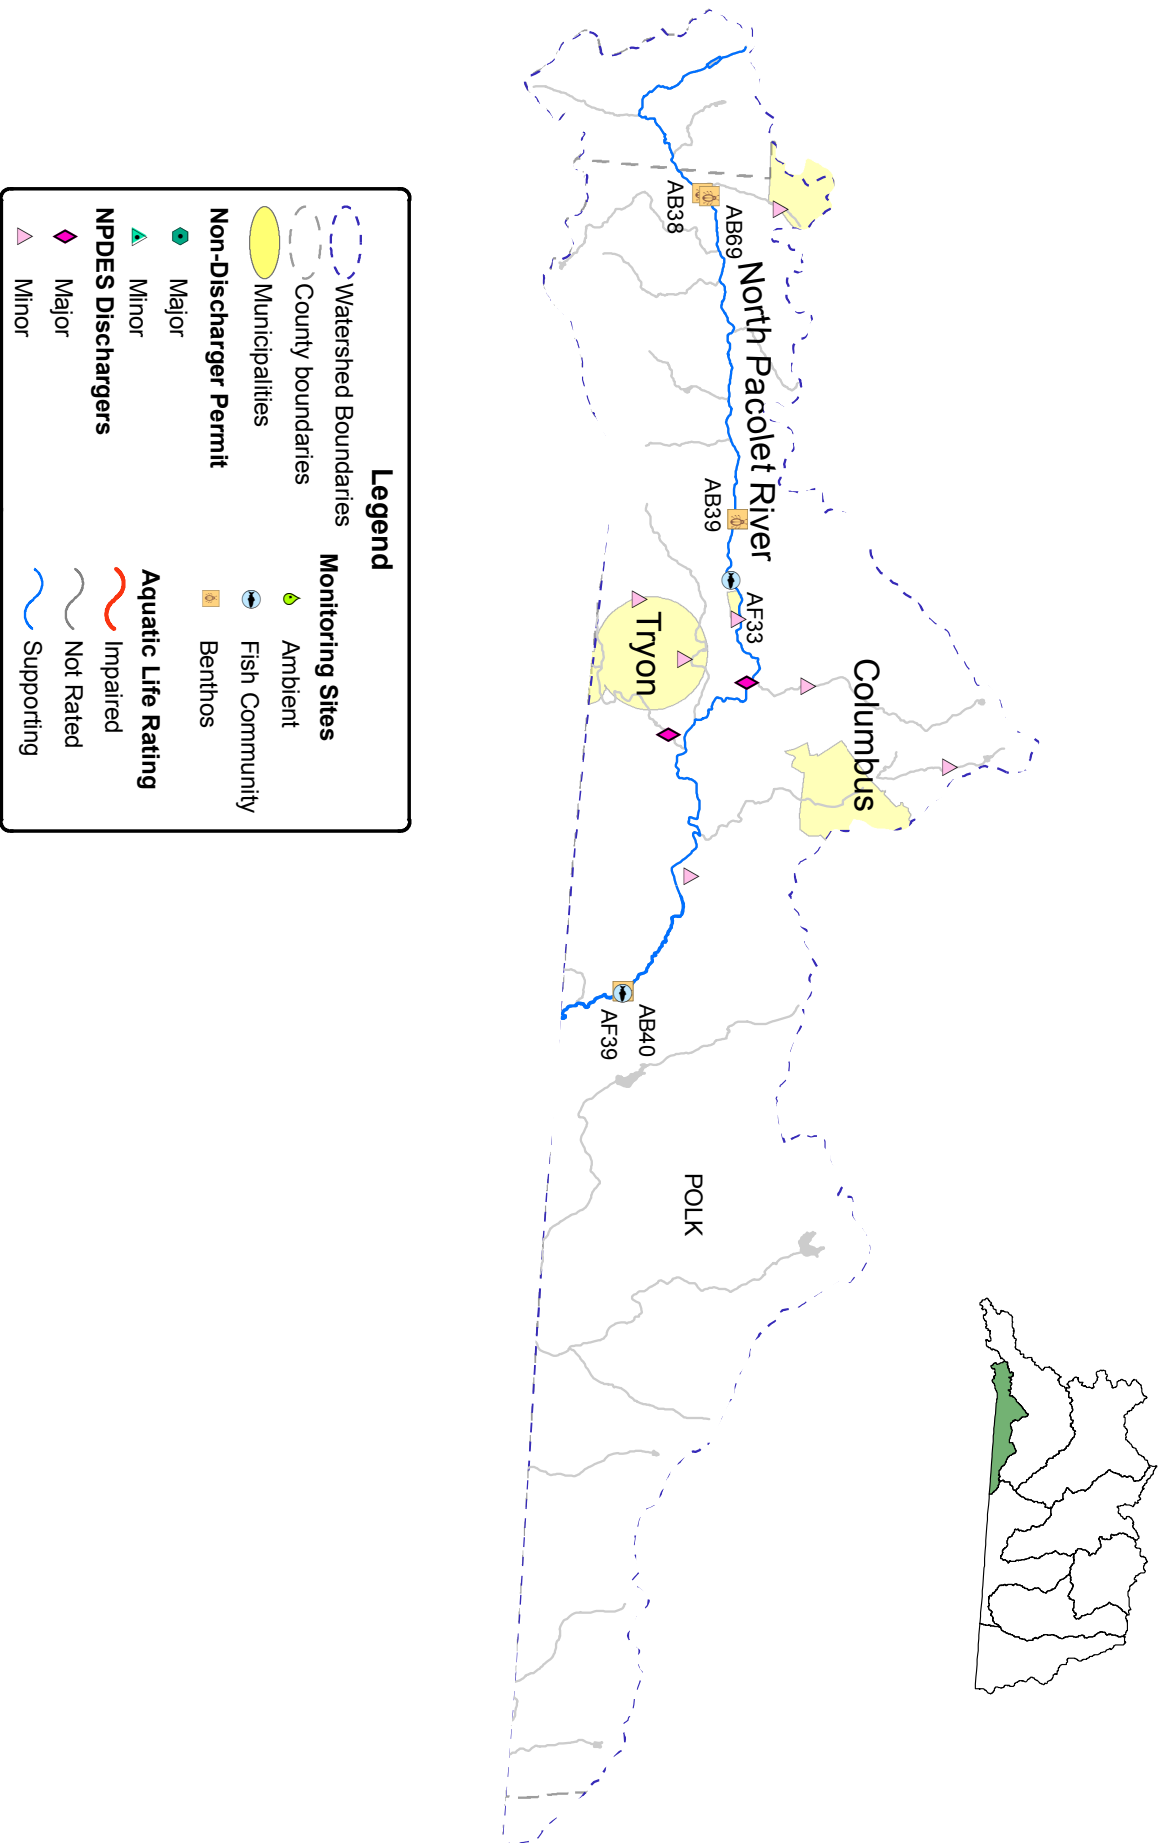 AB38
AB69
North Pacolet River
AB39
AF33
Tryon
Columbus
AB40
AF39
POLK
Legend
Watershed Boundaries
County boundaries
Municipalities
Non-Discharger Permit
Major
Minor
NPDES Dischargers
Major
Minor
Monitoring Sites
Ambient
Fish Community
Benthos
Aquatic Life Rating
Impaired
Not Rated
Supporting